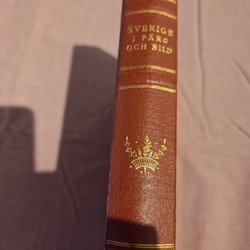 SVERIGE
I FÄRG
OCH BILD